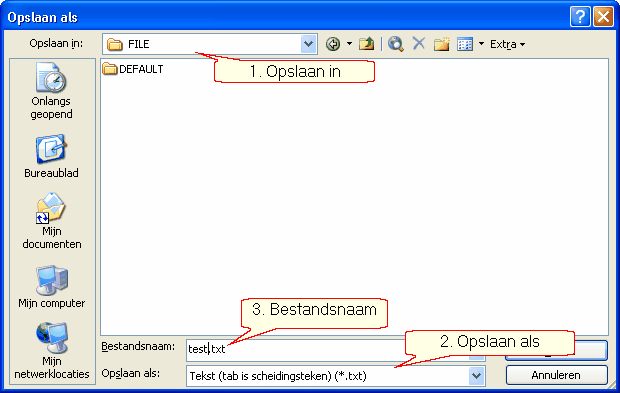 Opslaan als
Opslaan in:
FILE
Extra
1. Opslaan in
DEFAULT
Onlangs
geopend
Bureaublad
Mijn
documenten
Mijn computer
Mijn
netwerklocaties
3. Bestandsnaam
Bestandsnaam:
test.txt
2. Opslaan als
Opslaan als:
Tekst (tab is scheidingsteken) (*.txt)
Annuleren